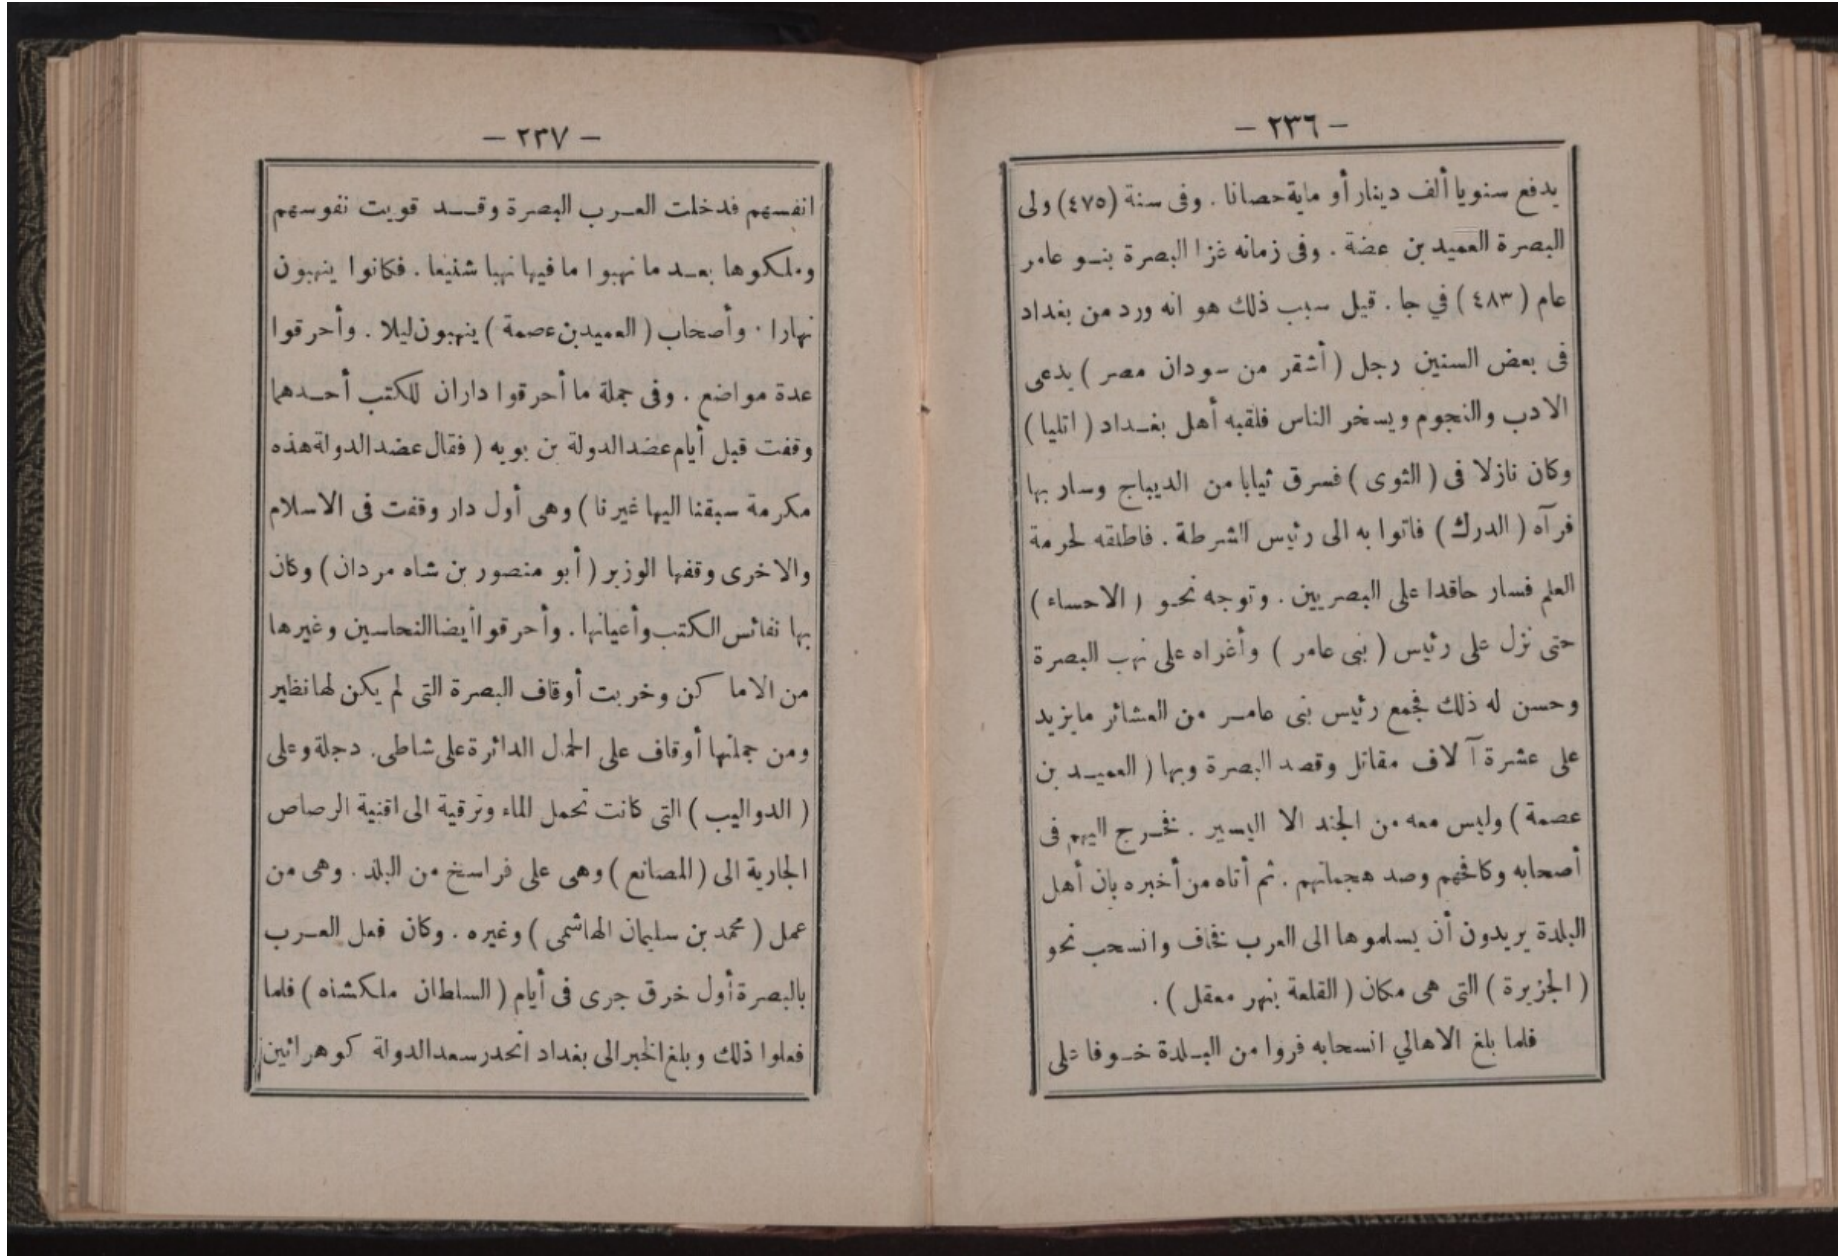 — ٢٣٦ —
يدفع سنويا ألف دينار أو ماية حصانا . وفى سنة (٤٧٥) ولى
البصرة العميد بن عضة . وفى زمانه غزا البصرة بنو عامر
عام ( ٤٨٣ ) في جا . قيل سبب ذلك هو انه ورد من بغداد
فى بعض السنين رجل ( أشقر من سودان مصر ) يدعى
الادب والنجوم ويسخر الناس فلقبه أهل بغداد ( اتليا )
وكان نازلا فى ( الثوى ) فسرق ثيابا من الديباج وسار بها
فرآه ( الدرك ) فاتوا به الى رئيس الشرطة . فاطلقه لحرمة
العلم فسار حاقدا على البصريين . وتوجه نحو ( الاحساء )
حتى نزل على رئيس ( بنى عامر ) وأغراه على نهب البصرة
وحسن له ذلك فجمع رئيس بنى عامر من العشائر مايزيد
على عشرة آلاف مقاتل وقصد البصرة وبها ( العميد بن
عصمة ) وليس معه من الجند الا اليسير . فخرج اليهم فى
أصحابه وكافحهم وصد هجماتهم . ثم أتاه من أخبره بان أهل
البلدة يريدون أن يسلموها الى العرب فخاف وانسحب نحو
( الجزيرة ) التى هى مكان ( القلعة بنهر معقل ) .
فلما بلغ الاهالي انسحابه فروا من البلدة خوفا على
— ٢٣٧ —
انفسهم فدخلت العرب البصرة وقد قويت نفوسهم
وملكوها بعد ما نهبوا ما فيها نهبا شنيعا . فكانوا ينهبون
نهارا . وأصحاب ( العميد بن عصمة ) ينهبون ليلا . وأحرقوا
عدة مواضع . وفى جملة ما أحرقوا داران للكتب أحدهما
وقفت قبل أيام عضد الدولة بن بويه ( فقال عضد الدولة هذه
مكرمة سبقنا اليها غيرنا ) وهى أول دار وقفت فى الاسلام
والاخرى وقفها الوزير ( أبو منصور بن شاه مردان ) وكان
بها نفائس الكتب وأعيانها . وأحرقوا أيضا النحاسين وغيرها
من الاماكن وخربت أوقاف البصرة التى لم يكن لها نظير
ومن جملتها أوقاف على الجمل الدائرة على شاطى. دجلة وعلى
( الدواليب ) التى كانت تحمل الماء وترقية الى اقنية الرصاص
الجارية الى ( المصانع ) وهى على فراسخ من البلد . وهى من
عمل ( محمد بن سليمان الهاشمى ) وغيره . وكان فعل العرب
بالبصرة أول خرق جرى فى أيام ( السلطان ملكشاه ) فلما
فعلوا ذلك وبلغ الخبر الى بغداد انحدر سعد الدولة كوهرائين